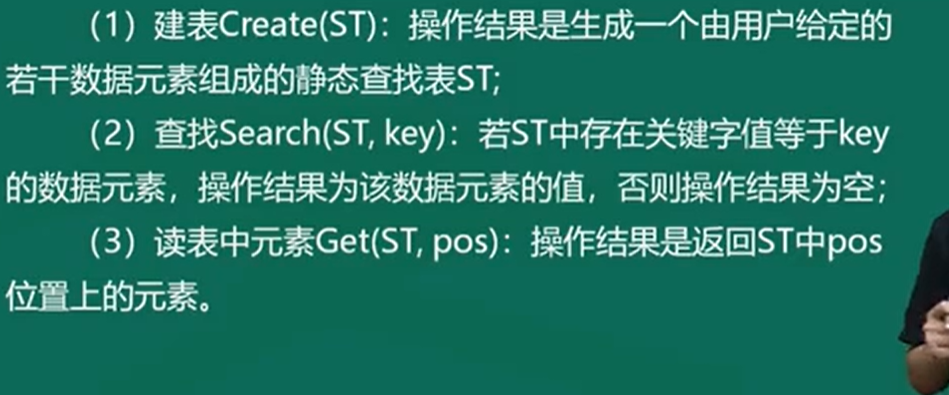 （1）建表Create(ST)：操作结果是生成一个由用户给定的
若干数据元素组成的静态查找表ST;
（2）查找Search(ST, key)：若ST中存在关键字值等于key
的数据元素，操作结果为该数据元素的值，否则操作结果为空；
（3）读表中元素Get(ST, pos)：操作结果是返回ST中pos
位置上的元素。